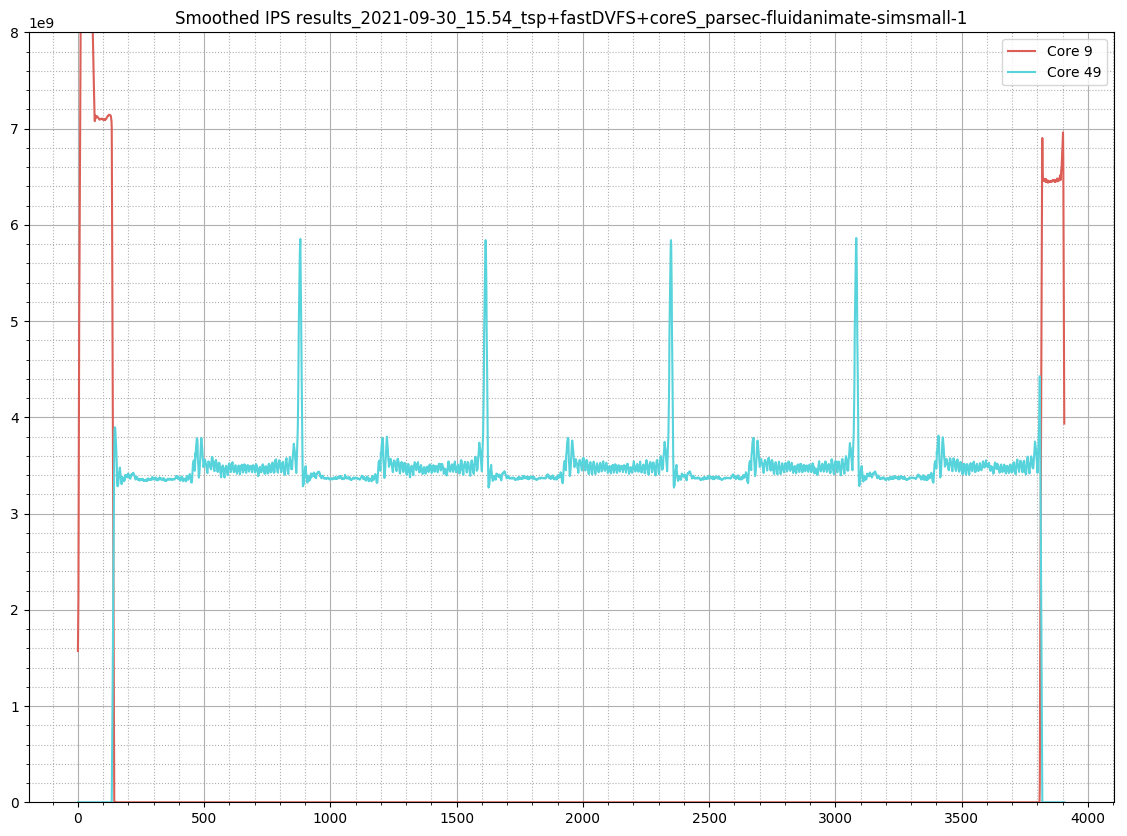 Smoothed IPS results_2021-09-30_15.54_tsp+fastDVFS+coreS_parsec-fluidanimate-simsmall-1
1e9
8
7
6
5
4
3
2
1
0
Core 9
Core 49
0 500 1000 1500 2000 2500 3000 3500 4000